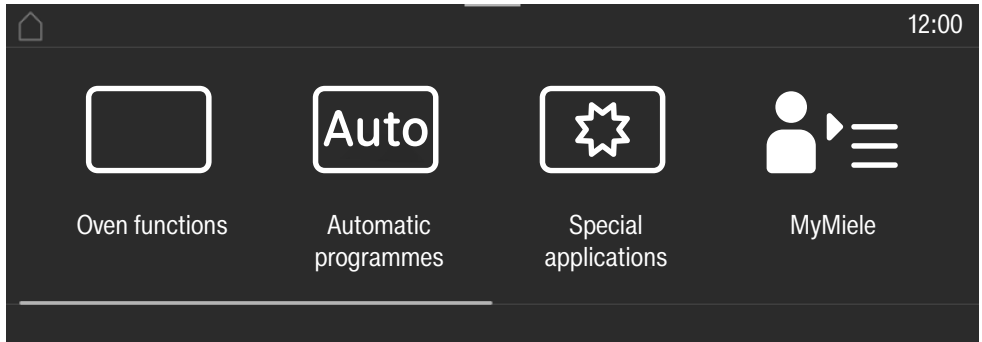 12:00
Auto
Oven functions
Automatic
programmes
Special
applications
MyMiele